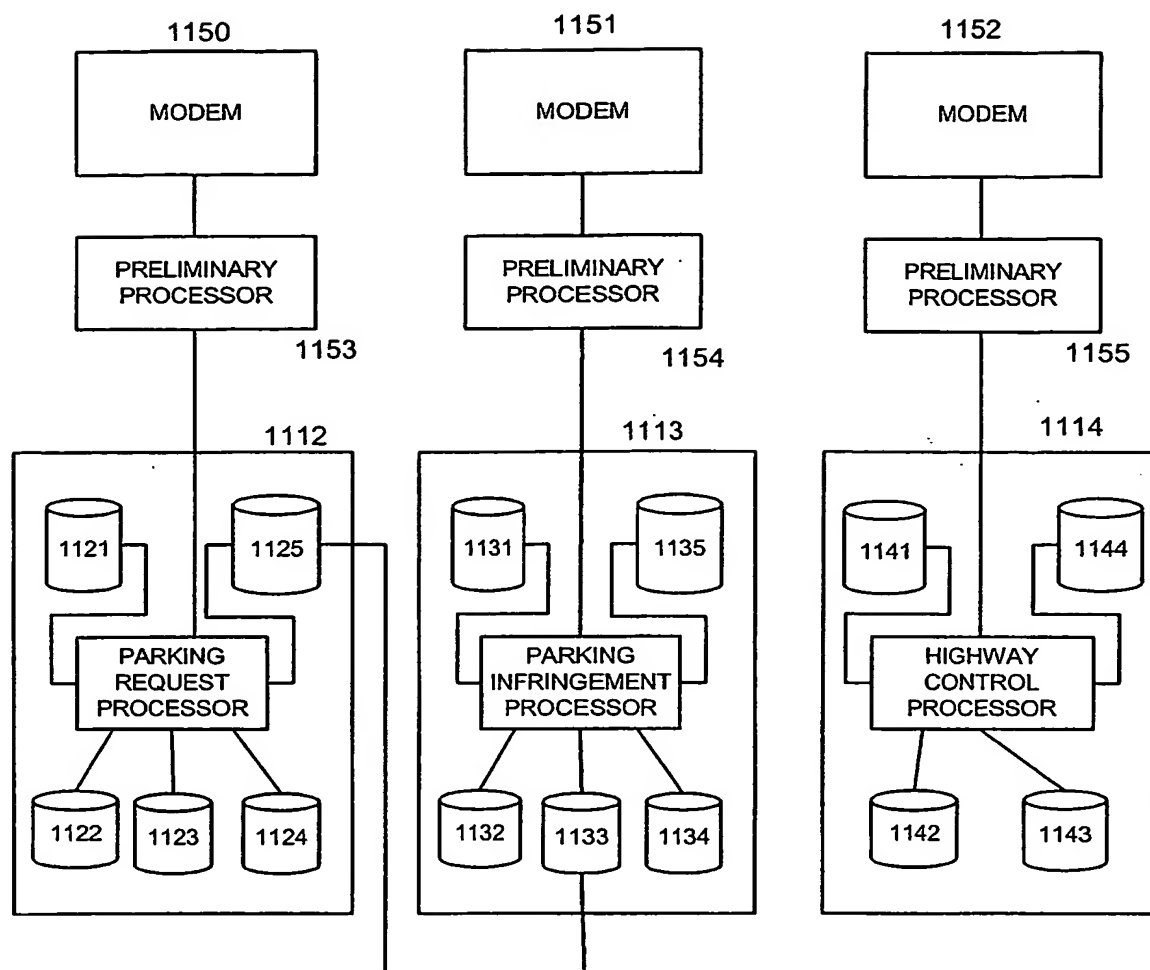 1150
1151
1152
MODEM
MODEM
MODEM
PRELIMINARY
PROCESSOR
PRELIMINARY
PROCESSOR
PRELIMINARY
PROCESSOR
1153
1154
1155
1112
1113
1114
1121
1125
1131
1135
1141
1144
PARKING
REQUEST
PROCESSOR
PARKING
INFRINGEMENT
PROCESSOR
HIGHWAY
CONTROL
PROCESSOR
1122
1123
1124
1132
1133
1134
1142
1143